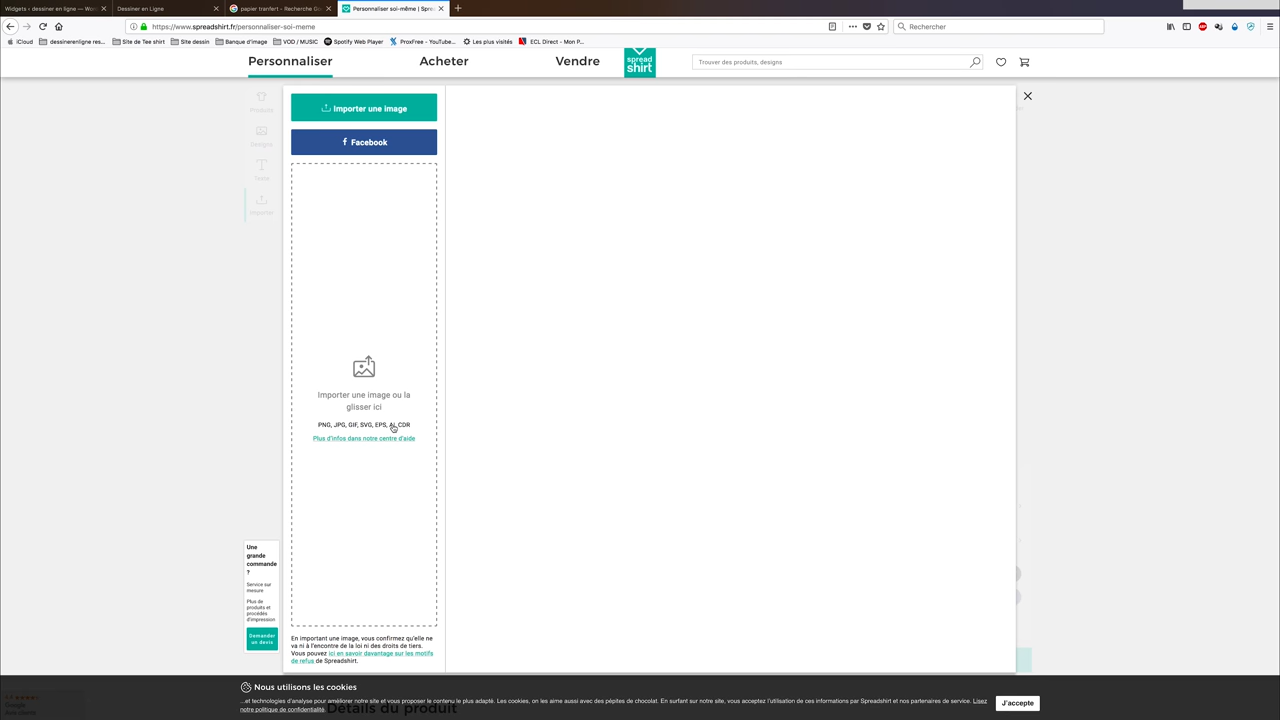 Widgets ‹ dessiner en ligne — Wor
Dessiner en Ligne
papier tranfert - Recherche Go
Personnaliser soi-même | Spre
https://www.spreadshirt.fr/personnaliser-soi-meme
Rechercher
iCloud
dessinerenligne res...
Site de Tee shirt
Site dessin
Banque d'image
VOD / MUSIC
Spotify Web Player
ProxFree - YouTube...
Les plus visités
ECL Direct - Mon P...
Personnaliser
Acheter
Vendre
spread
shirt
Trouver des produits, designs
Produits
Designs
Texte
Importer
Importer une image
Facebook
Importer une image ou la
glisser ici
PNG, JPG, GIF, SVG, EPS, AI, CDR
Plus d'infos dans notre centre d'aide
Une
grande
commande
?
Service sur
mesure
Plus de
produits et
procédés
d'impression
Demander
un devis
En important une image, vous confirmez qu'elle ne
va ni à l'encontre de la loi ni des droits de tiers.
Vous pouvez ici en savoir davantage sur les motifs
de refus de Spreadshirt.
Nous utilisons les cookies
...et technologies d'analyse pour améliorer notre site et vous proposer le contenu le plus adapté. Les cookies, on les aime aussi avec des pépites de chocolat. En surfant sur notre site, vous acceptez l'utilisation de ces informations par Spreadshirt et nos partenaires de service. Lisez
notre politique de confidentialité.
J'accepte
Détails du produit
Google